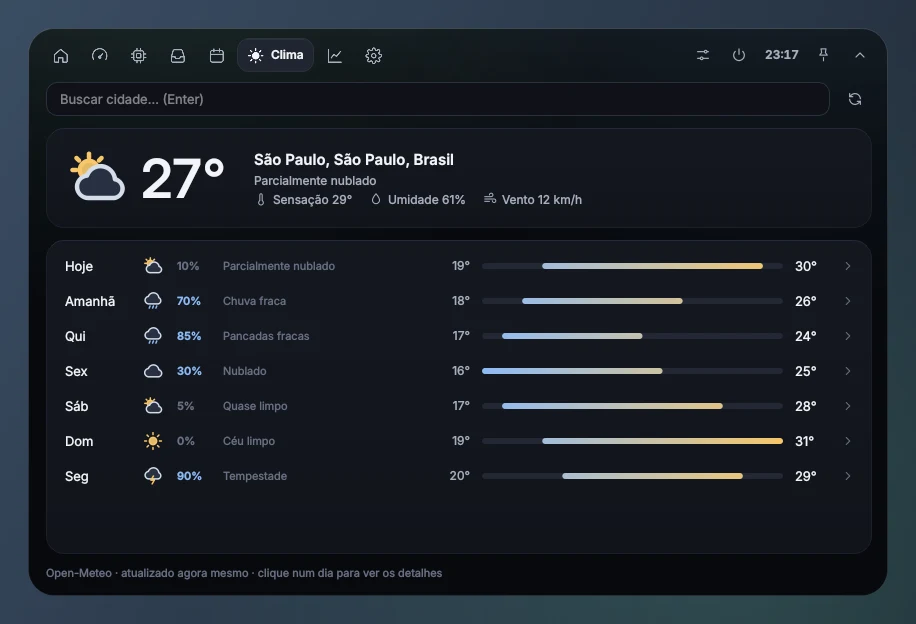 Clima 23:17
Buscar cidade... (Enter)
27° São Paulo, São Paulo, Brasil
Parcialmente nublado
Sensação 29° Umidade 61% Vento 12 km/h
Hoje 10% Parcialmente nublado 19° 30°
Amanhã 70% Chuva fraca 18° 26°
Qui 85% Pancadas fracas 17° 24°
Sex 30% Nublado 16° 25°
Sáb 5% Quase limpo 17° 28°
Dom 0% Céu limpo 19° 31°
Seg 90% Tempestade 20° 29°
Open-Meteo · atualizado agora mesmo · clique num dia para ver os detalhes